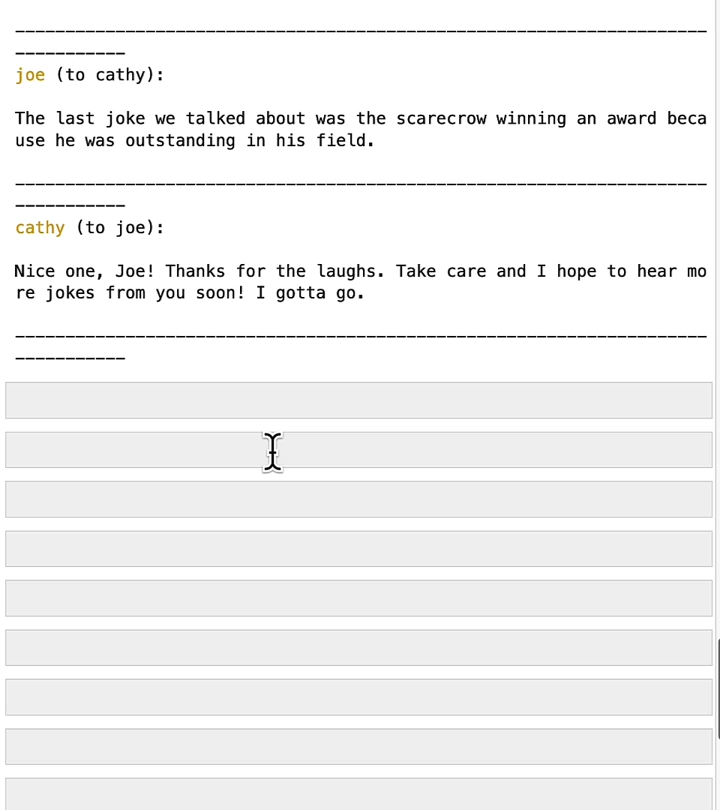 --------------------------------------------------------------------------------
joe (to cathy):
The last joke we talked about was the scarecrow winning an award beca
use he was outstanding in his field.
--------------------------------------------------------------------------------
cathy (to joe):
Nice one, Joe! Thanks for the laughs. Take care and I hope to hear mo
re jokes from you soon! I gotta go.
--------------------------------------------------------------------------------